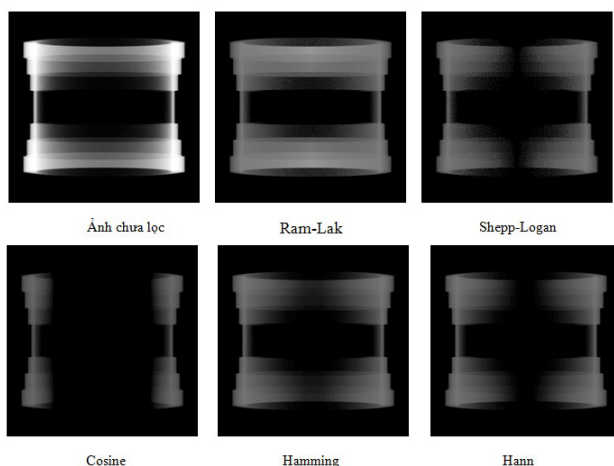 Ảnh chưa lọc
Ram-Lak
Shepp-Logan
Cosine
Hamming
Hann